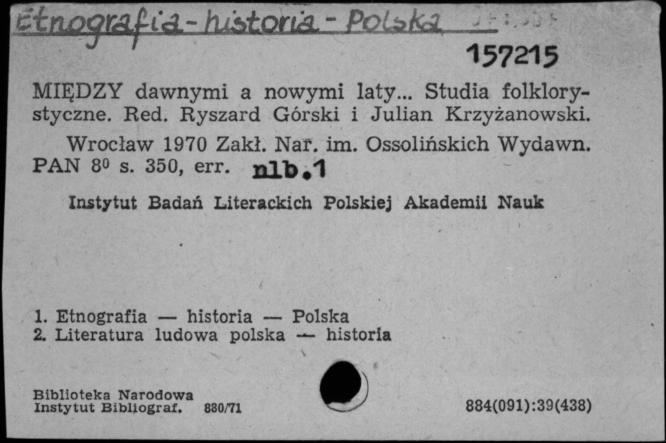 Etnografia - historia - Polska
157215
MIĘDZY dawnymi a nowymi laty... Studia folklory-
styczne. Red. Ryszard Górski i Julian Krzyżanowski.
Wrocław 1970 Zakł. Nar. im. Ossolińskich Wydawn.
PAN 8⁰ s. 350, err. nlb. 1
Instytut Badań Literackich Polskiej Akademii Nauk
1. Etnografia — historia — Polska
2. Literatura ludowa polska — historia
Biblioteka Narodowa
Instytut Bibliograf. 880/71
884(091):39(438)